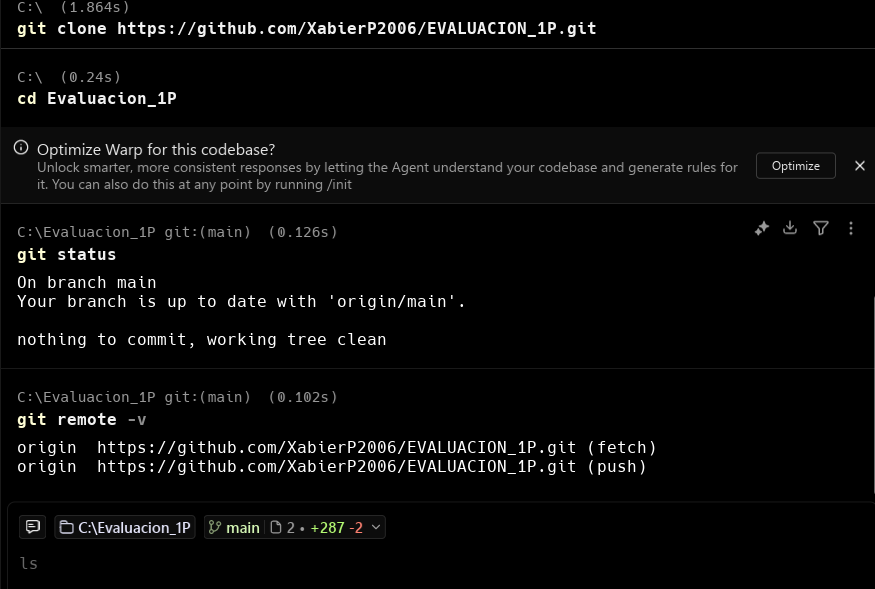 C:\ (1.864s)
git clone https://github.com/XabierP2006/EVALUACION_1P.git
C:\ (0.24s)
cd Evaluacion_1P
Optimize Warp for this codebase?
Unlock smarter, more consistent responses by letting the Agent understand your codebase and generate rules for
it. You can also do this at any point by running /init
Optimize
C:\Evaluacion_1P git:(main) (0.126s)
git status
On branch main
Your branch is up to date with 'origin/main'.
nothing to commit, working tree clean
C:\Evaluacion_1P git:(main) (0.102s)
git remote -v
origin https://github.com/XabierP2006/EVALUACION_1P.git (fetch)
origin https://github.com/XabierP2006/EVALUACION_1P.git (push)
C:\Evaluacion_1P main 2 • +287 -2
ls